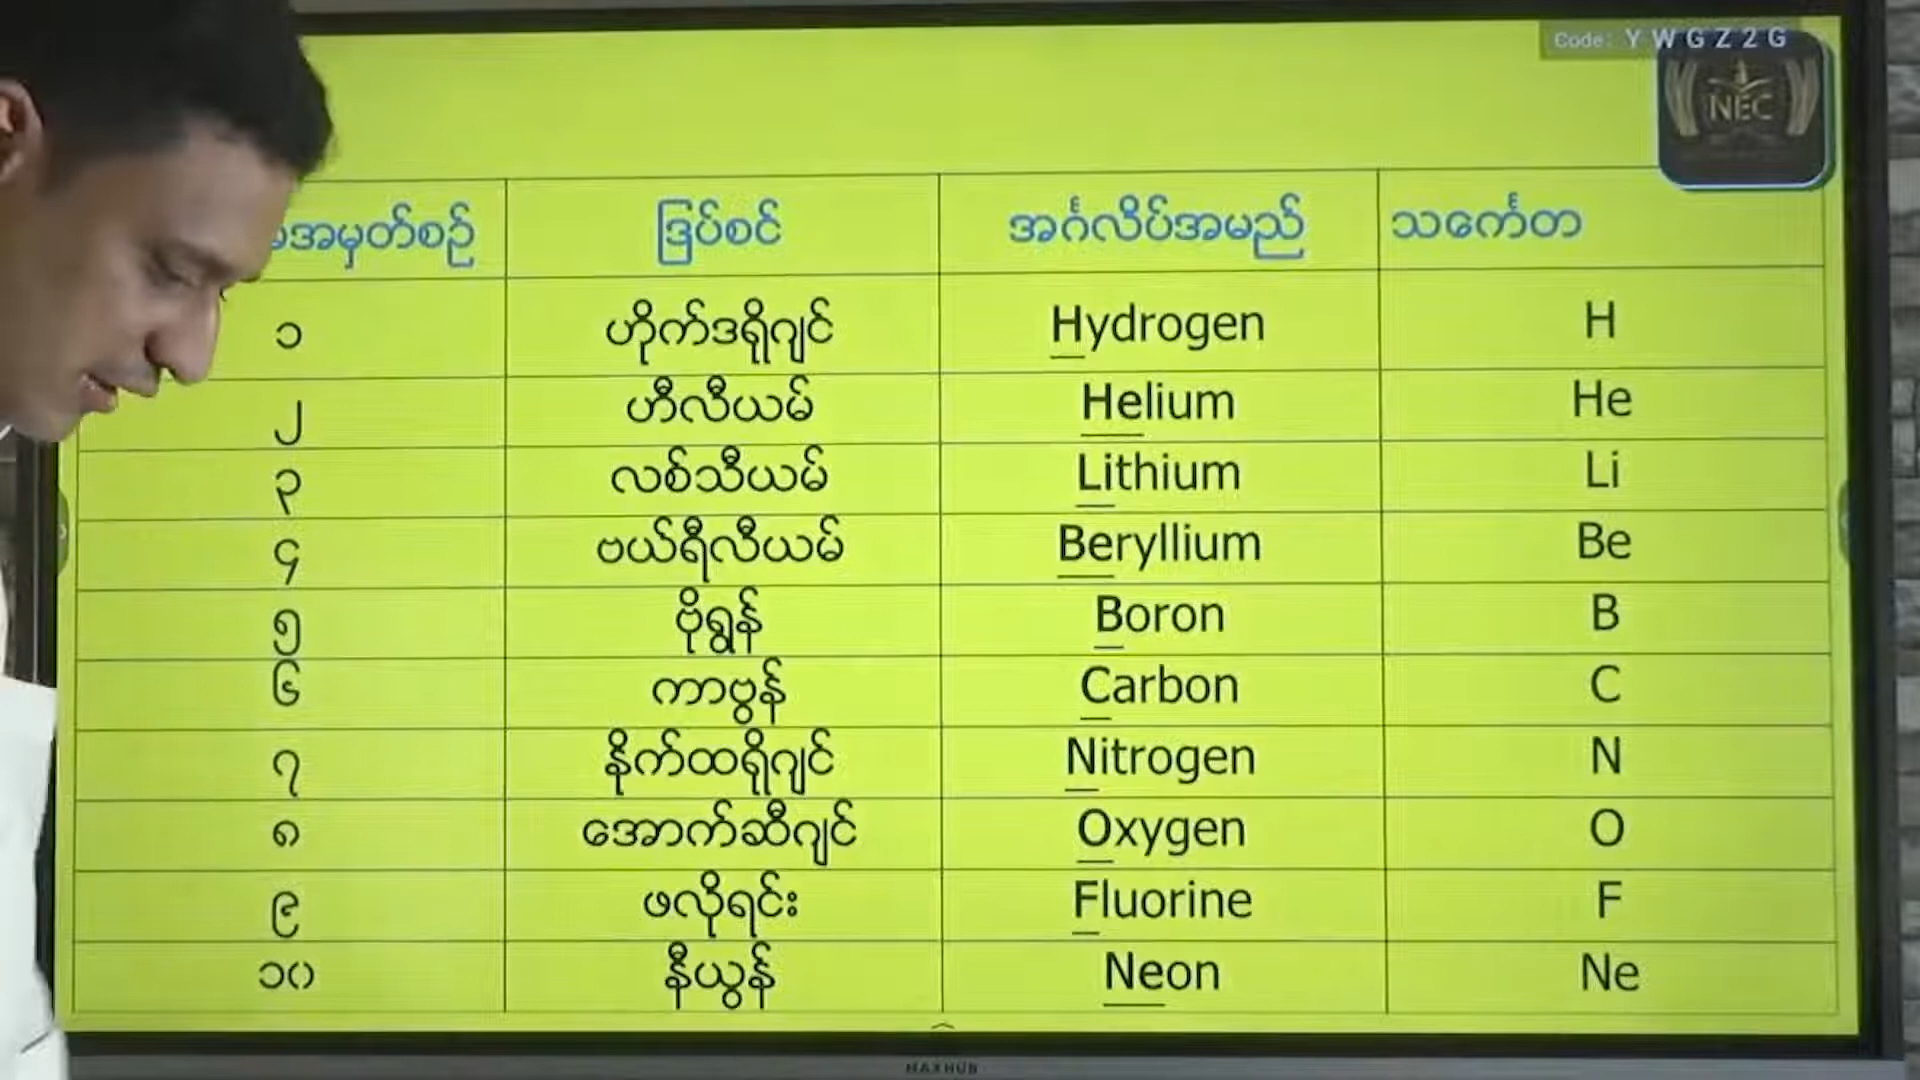 Code: YWGZ2G
NEC
အမှတ်စဉ် ဒြပ်စင် အင်္ဂလိပ်အမည် သင်္ကေတ
၁ ဟိုက်ဒရိုဂျင် Hydrogen H
၂ ဟီလီယမ် Helium He
၃ လစ်သီယမ် Lithium Li
၄ ဗယ်ရီလီယမ် Beryllium Be
၅ ဗိုရွန် Boron B
၆ ကာဗွန် Carbon C
၇ နိုက်ထရိုဂျင် Nitrogen N
၈ အောက်ဆီဂျင် Oxygen O
၉ ဖလိုရင်း Fluorine F
၁၀ နီယွန် Neon Ne
MAXHUB